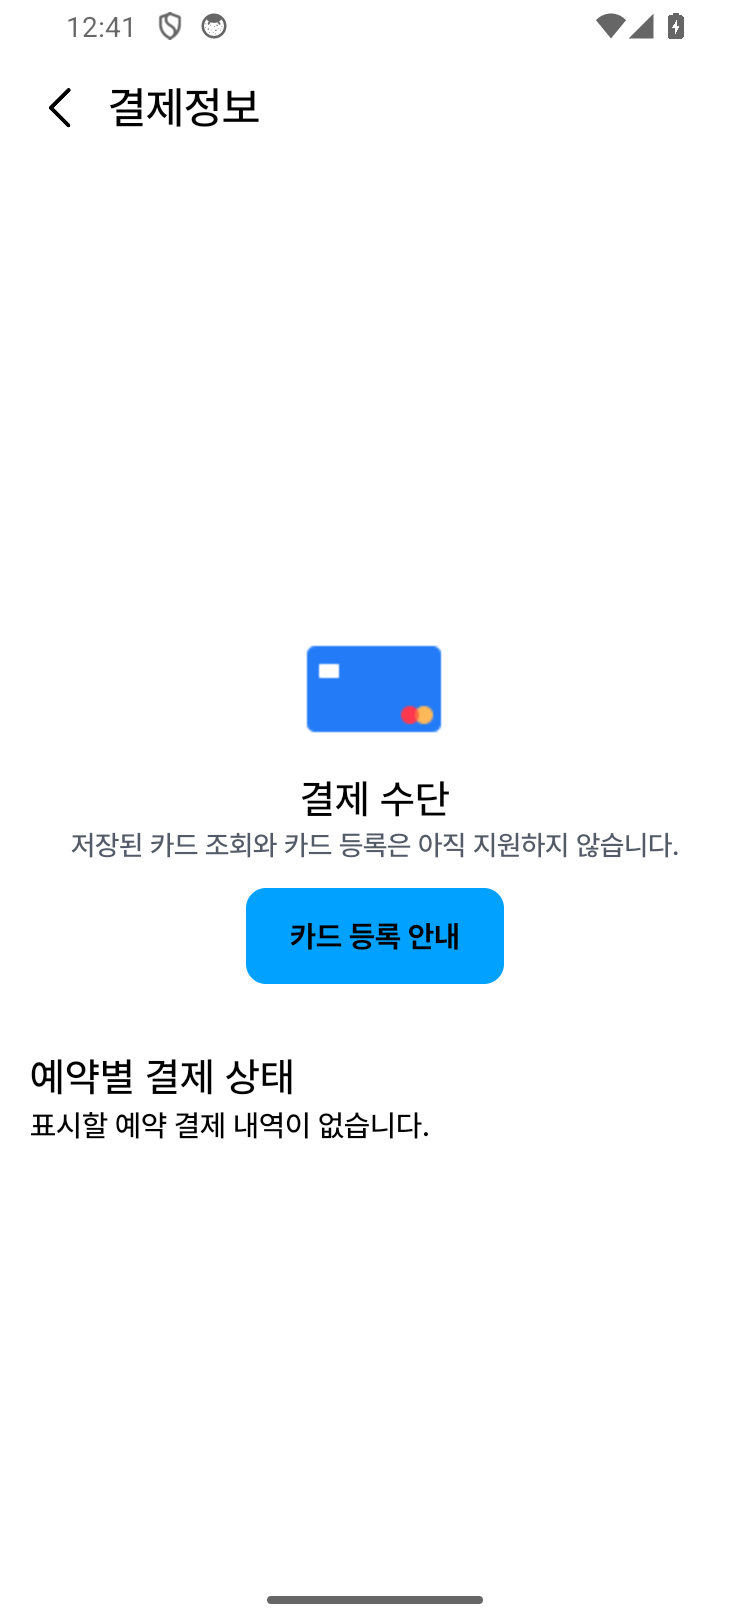 12:41
결제정보
결제 수단
저장된 카드 조회와 카드 등록은 아직 지원하지 않습니다.
카드 등록 안내
예약별 결제 상태
표시할 예약 결제 내역이 없습니다.